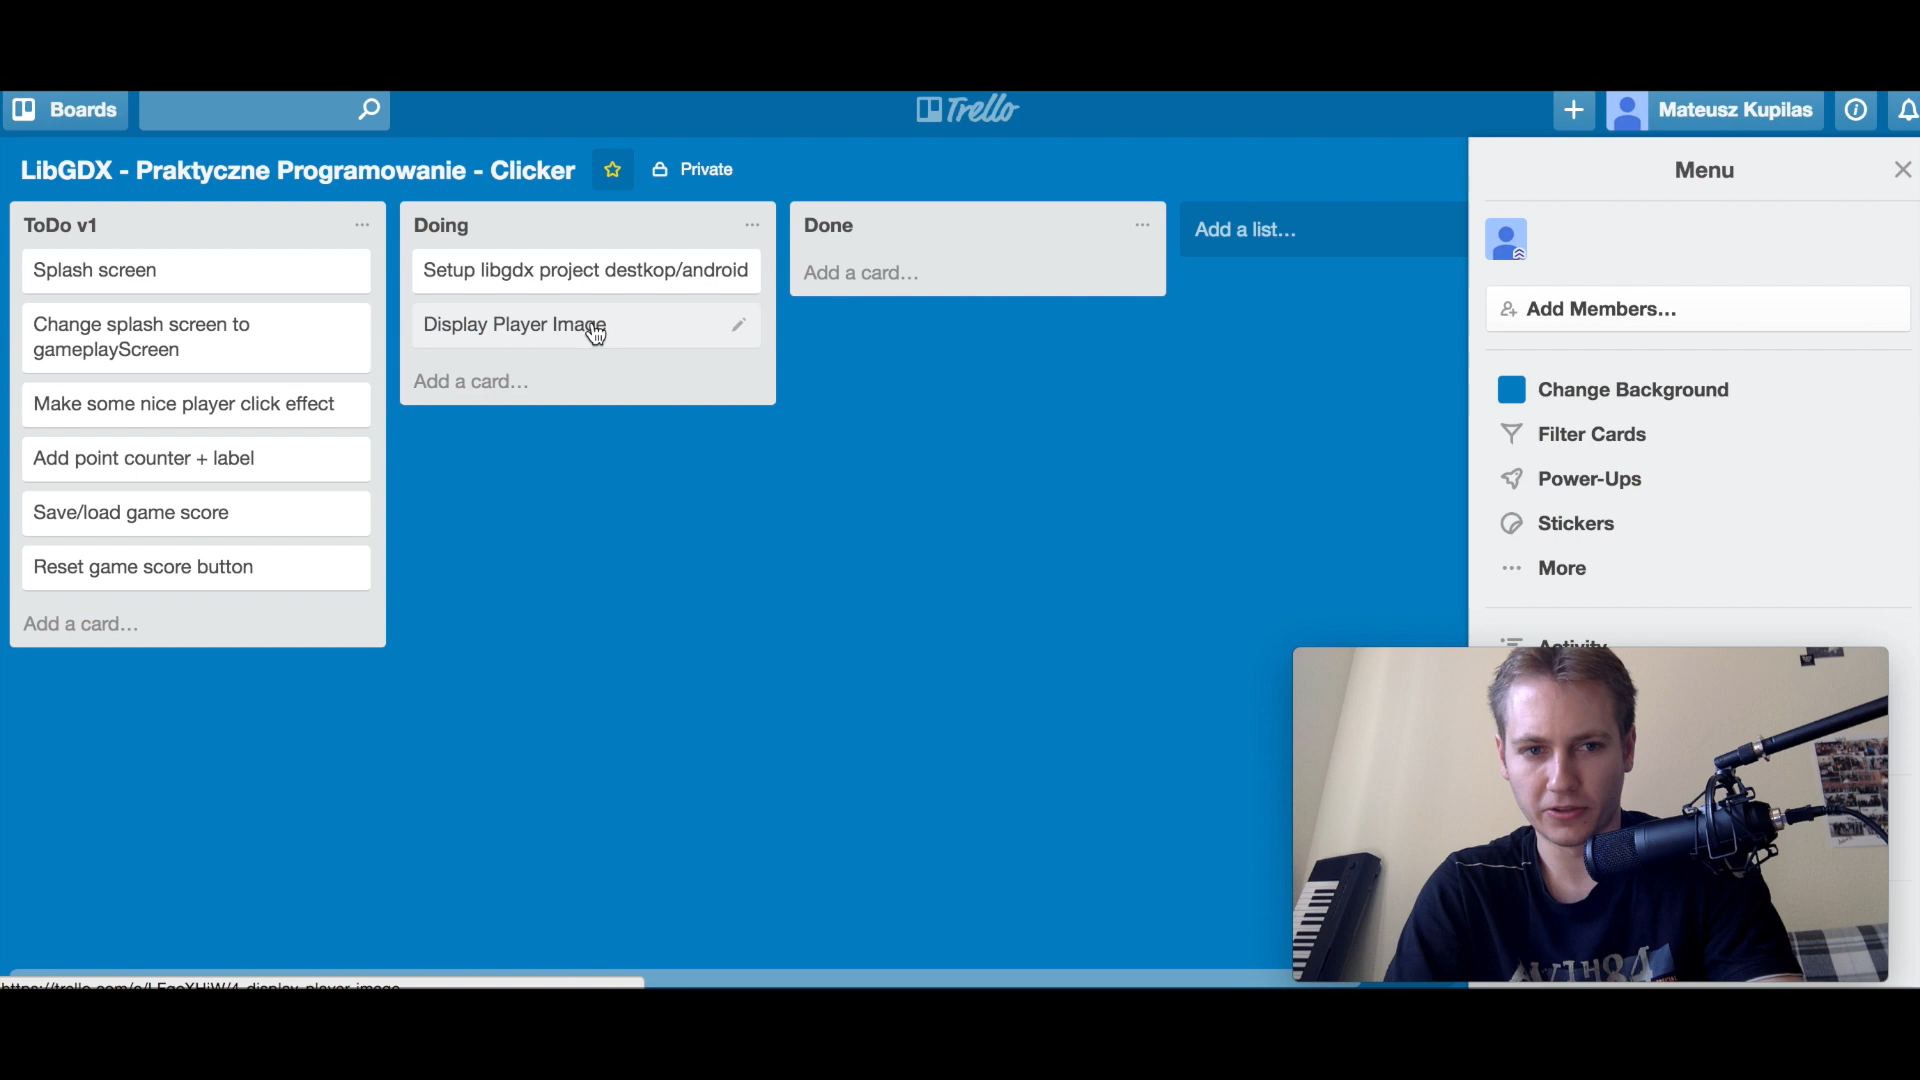 Boards
Trello
Mateusz Kupilas
LibGDX - Praktyczne Programowanie - Clicker
Private
ToDo v1
Splash screen
Change splash screen to
gameplayScreen
Make some nice player click effect
Add point counter + label
Save/load game score
Reset game score button
Add a card…
Doing
Setup libgdx project destkop/android
Display Player Image
Add a card…
Done
Add a card…
Add a list…
Menu
Add Members…
Change Background
Filter Cards
Power-Ups
Stickers
More
Activity